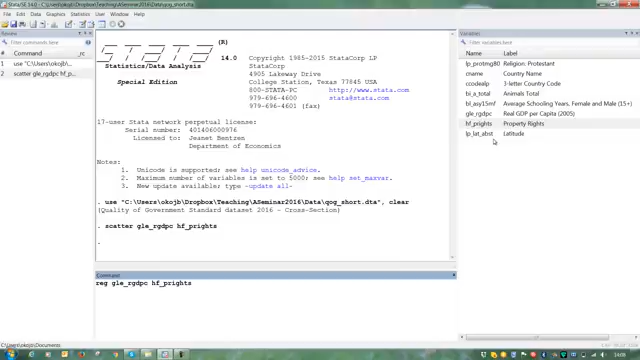 Stata/SE 14.0 - C:\Users\okojb\Dropbox\Teaching\ASeminar2016\Data\qog_short.dta
File Edit Data Graphics Statistics User Window Help
Review
Filter commands here
# Command _rc
1 use "C:\Users\okojb\Dropb...
2 scatter gle_rgdpc hf_p...
(R)
STATA
14.0 Copyright 1985-2015 StataCorp LP
Statistics/Data Analysis StataCorp
4905 Lakeway Drive
Special Edition College Station, Texas 77845 USA
800-STATA-PC http://www.stata.com
979-696-4600 stata@stata.com
979-696-4601 (fax)
17-user Stata network perpetual license:
Serial number: 401406000976
Licensed to: Jeanet Bentzen
Department of Economics
Notes:
1. Unicode is supported; see help unicode_advice.
2. Maximum number of variables is set to 5000; see help set_maxvar.
3. New update available; type -update all-
. use "C:\Users\okojb\Dropbox\Teaching\ASeminar2016\Data\qog_short.dta", clear
(Quality of Government Standard dataset 2016 - Cross-Section)
. scatter gle_rgdpc hf_prights
.
Command
reg gle_rgdpc hf_prights
C:\Users\okojb\Documents
Variables
Filter variables here
Name Label
lp_protmg80 Religion: Protestant
cname Country Name
ccodealp 3-letter Country Code
bi_a_total Animals Total
bl_asy15mf Average Schooling Years, Female and Male (15+)
gle_rgdpc Real GDP per Capita (2005)
hf_prights Property Rights
lp_lat_abst Latitude